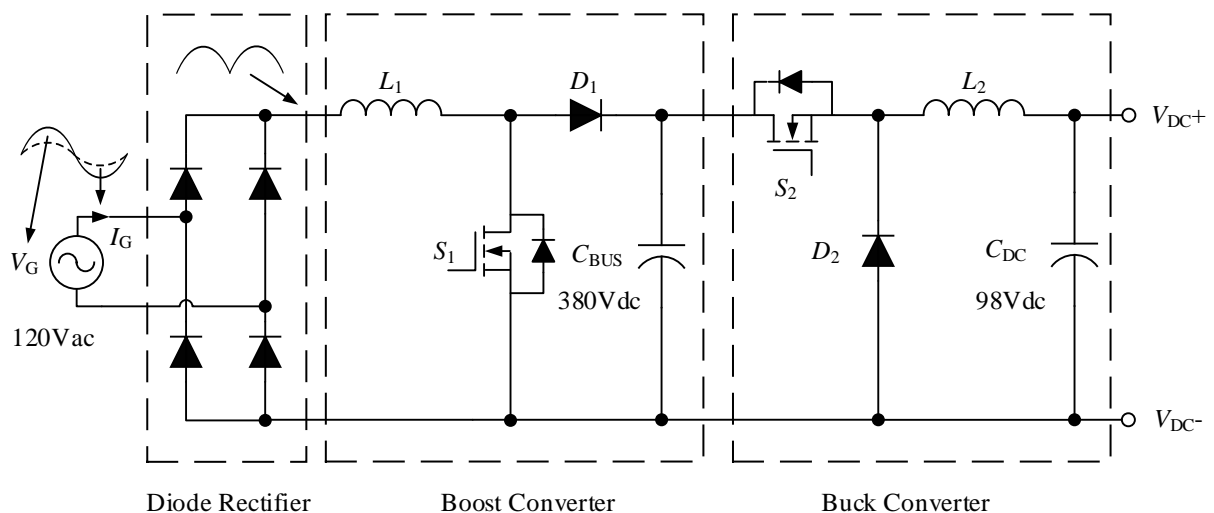 L1
D1
L2
VDC+
S2
IG
VG
S1
CBUS
D2
CDC
120Vac
380Vdc
98Vdc
VDC-
Diode Rectifier
Boost Converter
Buck Converter